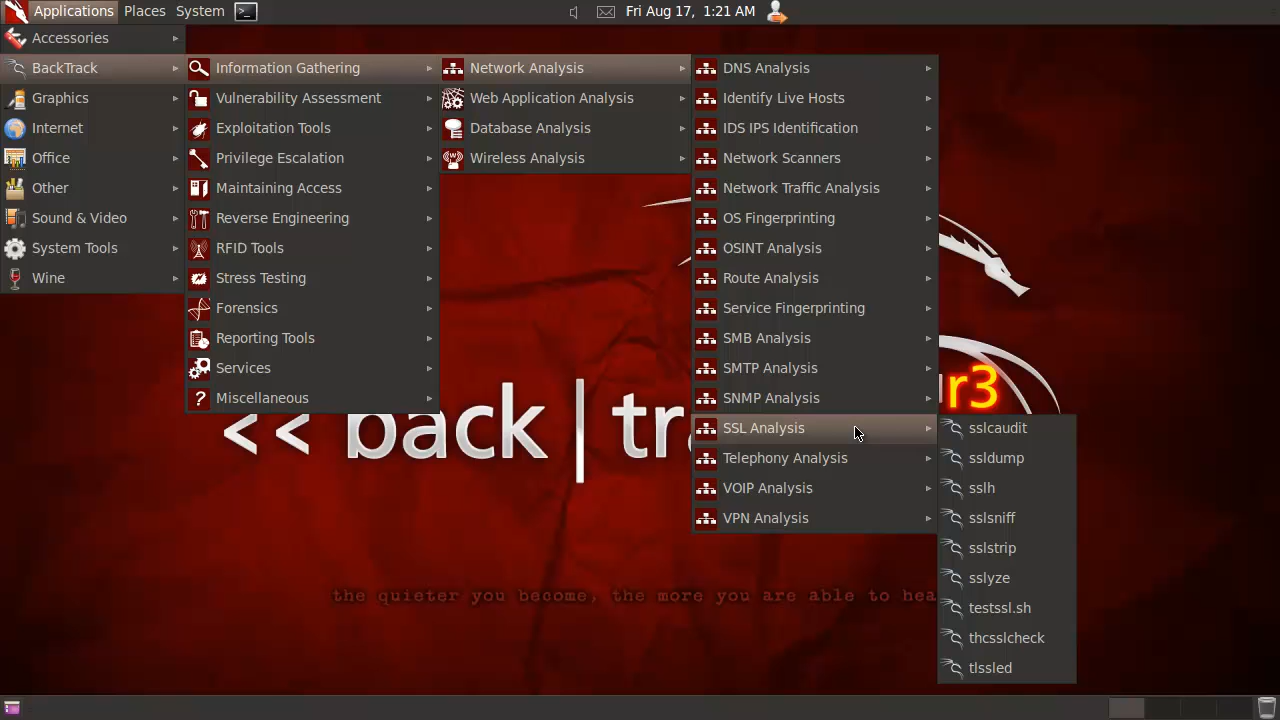 Applications Places System Fri Aug 17, 1:21 AM
Accessories
BackTrack
Graphics
Internet
Office
Other
Sound & Video
System Tools
Wine
Information Gathering
Vulnerability Assessment
Exploitation Tools
Privilege Escalation
Maintaining Access
Reverse Engineering
RFID Tools
Stress Testing
Forensics
Reporting Tools
Services
Miscellaneous
Network Analysis
Web Application Analysis
Database Analysis
Wireless Analysis
DNS Analysis
Identify Live Hosts
IDS IPS Identification
Network Scanners
Network Traffic Analysis
OS Fingerprinting
OSINT Analysis
Route Analysis
Service Fingerprinting
SMB Analysis
SMTP Analysis
SNMP Analysis
SSL Analysis
Telephony Analysis
VOIP Analysis
VPN Analysis
sslcaudit
ssldump
sslh
sslsniff
sslstrip
sslyze
testssl.sh
thcsslcheck
tlssled
r3
<< back | tr
the quieter you become, the more you are able to hea